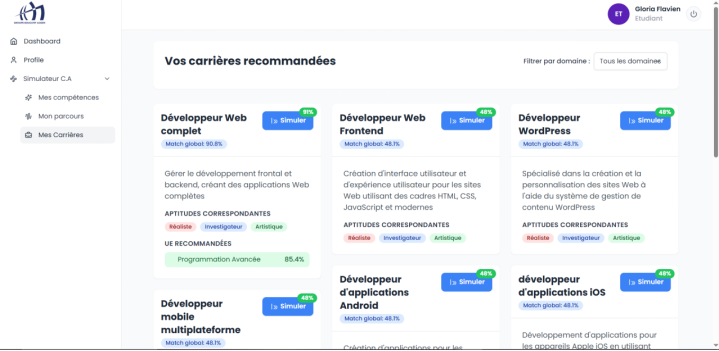 Dashboard
Profile
Simulateur C.A
Mes compétences
Mon parcours
Mes Carrières
ET
Gloria Flavien
Etudiant
Vos carrières recommandées
Filtrer par domaine :
Tous les domaines
Développeur Web
complet
91%
Simuler
Match global: 90.8%
Gérer le développement frontal et
backend, créant des applications Web
complètes
APTITUDES CORRESPONDANTES
Réaliste
Investigateur
Artistique
UE RECOMMANDÉES
Programmation Avancée
85.4%
Développeur Web
Frontend
48%
Simuler
Match global: 48.1%
Création d'interface utilisateur et
d'expérience utilisateur pour les sites
Web utilisant des cadres HTML, CSS,
JavaScript et modernes
APTITUDES CORRESPONDANTES
Réaliste
Investigateur
Artistique
Développeur
WordPress
48%
Simuler
Match global: 48.1%
Spécialisé dans la création et la
personnalisation des sites Web à
l'aide du système de gestion de
contenu WordPress
APTITUDES CORRESPONDANTES
Réaliste
Investigateur
Artistique
Développeur
mobile
multiplateforme
48%
Simuler
Match global: 48.1%
Développeur
d'applications
Android
48%
Simuler
Match global: 48.1%
Création d'applications pour les
développeur
d'applications iOS
48%
Simuler
Match global: 48.1%
Développement d'applications pour
les appareils Apple iOS en utilisant